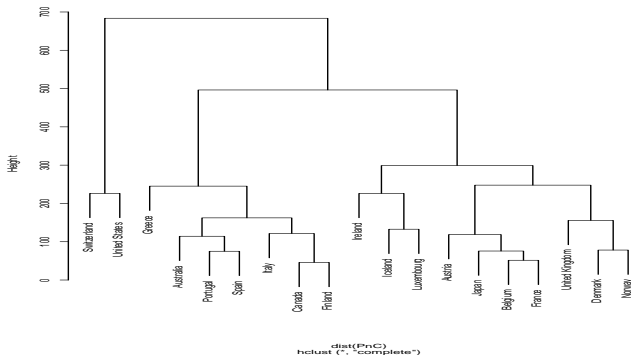 700
600
500
400
300
200
100
0
Height
Switzerland
United States
Greece
Australia
Portugal
Spain
Italy
Canada
Finland
Ireland
Iceland
Luxembourg
Austria
Japan
Belgium
France
United Kingdom
Denmark
Norway
dist(PnC)
hclust (*, "complete")